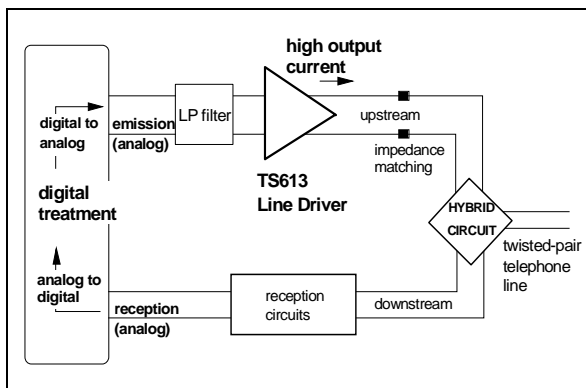 high output
current
LP filter
digital to
analog
emission
(analog)
upstream
impedance
matching
TS613
Line Driver
digital
treatment
HYBRID
CIRCUIT
twisted-pair
telephone
line
analog to
digital
reception
(analog)
reception
circuits
downstream